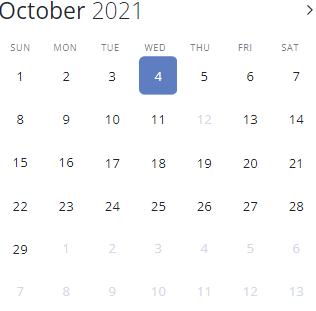 October 2021
SUN MON TUE WED THU FRI SAT
1 2 3 4 5 6 7
8 9 10 11 12 13 14
15 16 17 18 19 20 21
22 23 24 25 26 27 28
29 1 2 3 4 5 6
7 8 9 10 11 12 13